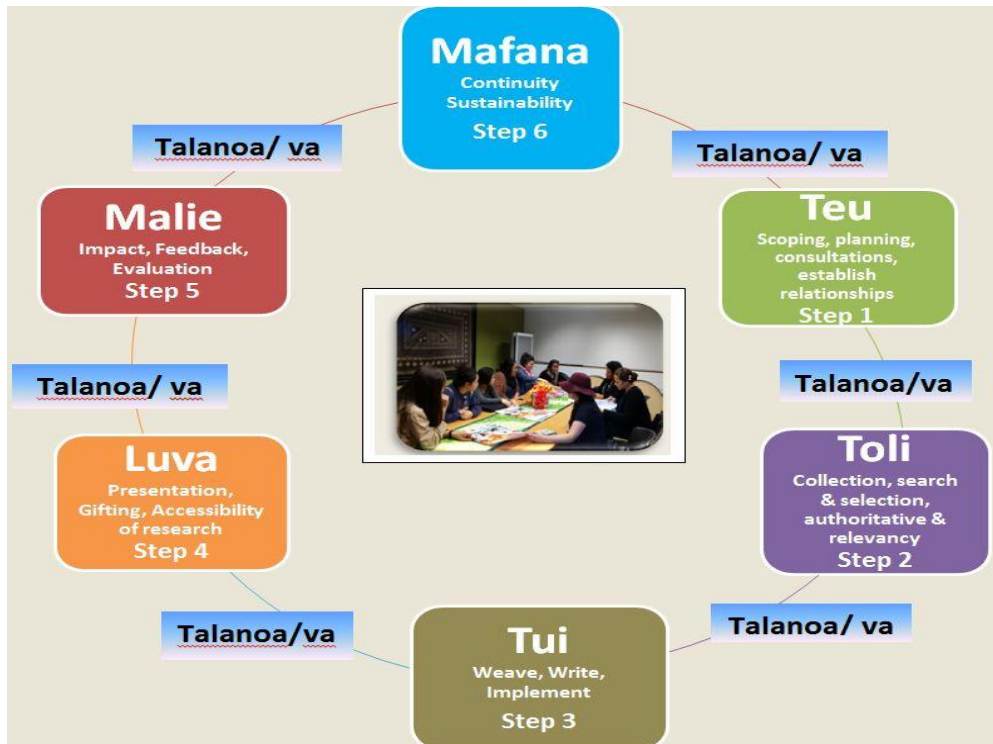 Mafana
Continuity
Sustainability
Step 6
Talanoa/ va
Teu
Scoping, planning,
consultations,
establish
relationships
Step 1
Talanoa/va
Toli
Collection, search
& selection,
authoritative &
relevancy
Step 2
Talanoa/ va
Tui
Weave, Write,
Implement
Step 3
Talanoa/va
Luva
Presentation,
Gifting, Accessibility
of research
Step 4
Talanoa/ va
Malie
Impact, Feedback,
Evaluation
Step 5
Talanoa/ va